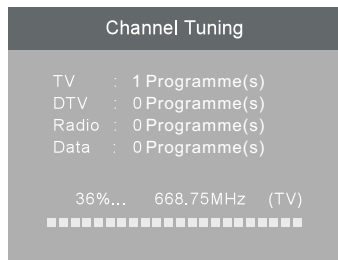 Channel Tuning
TV : 1 Programme(s)
DTV : 0 Programme(s)
Radio : 0 Programme(s)
Data : 0 Programme(s)
36%... 668.75MHz (TV)